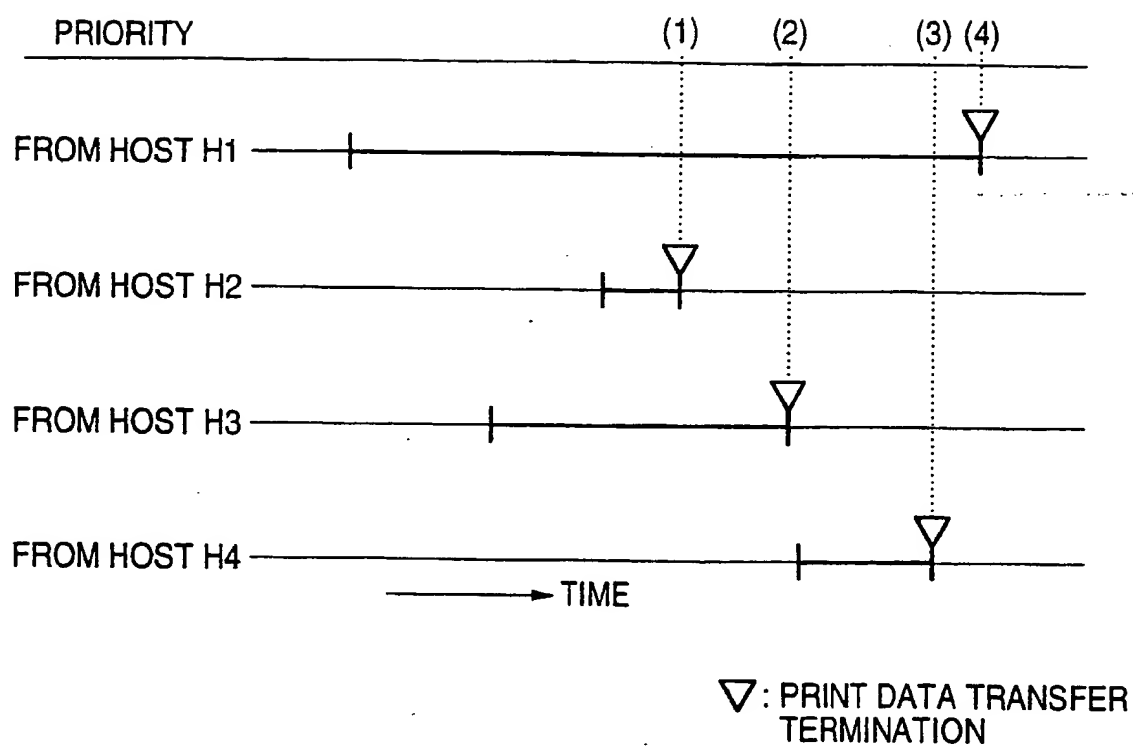 PRIORITY (1) (2) (3) (4)
FROM HOST H1
FROM HOST H2
FROM HOST H3
FROM HOST H4
TIME
: PRINT DATA TRANSFER
TERMINATION